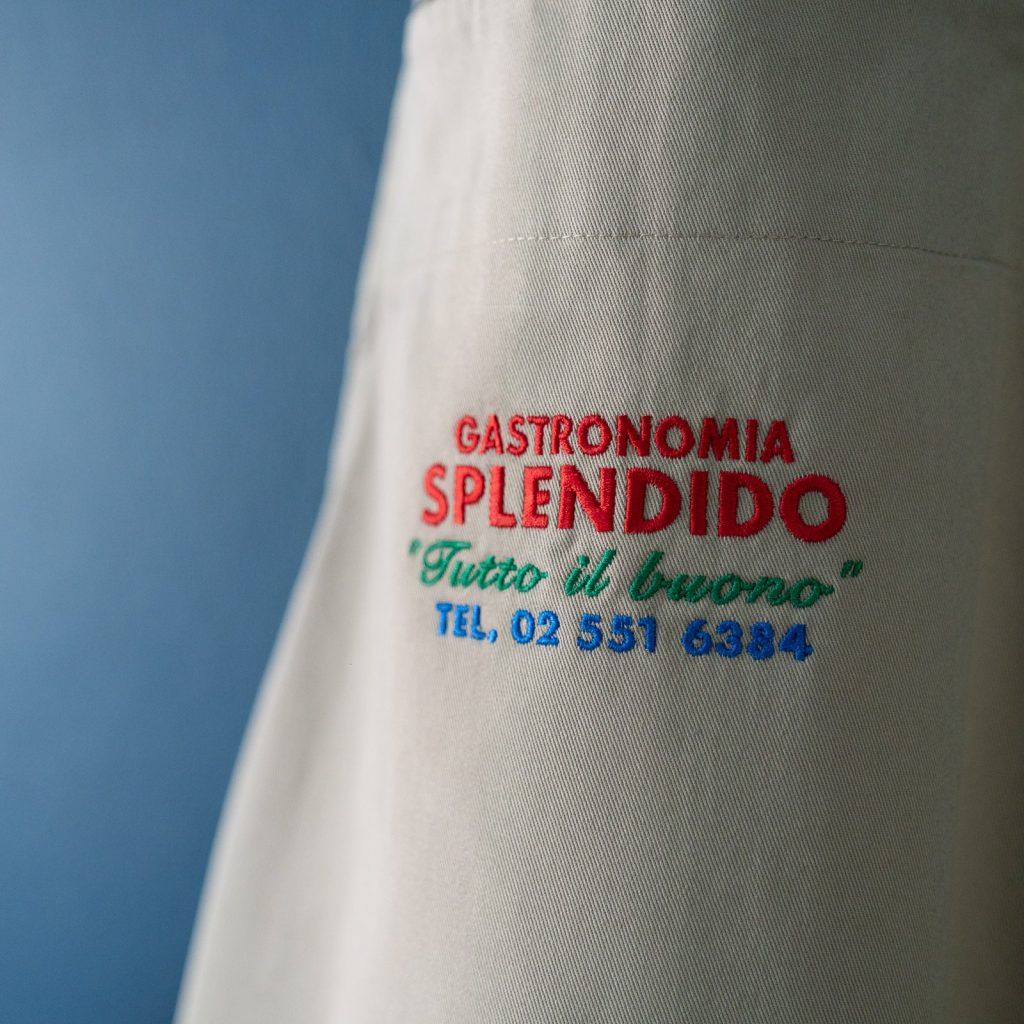 GASTRONOMIA
SPLENDIDO
"Tutto il buono"
TEL, 02 551 6384